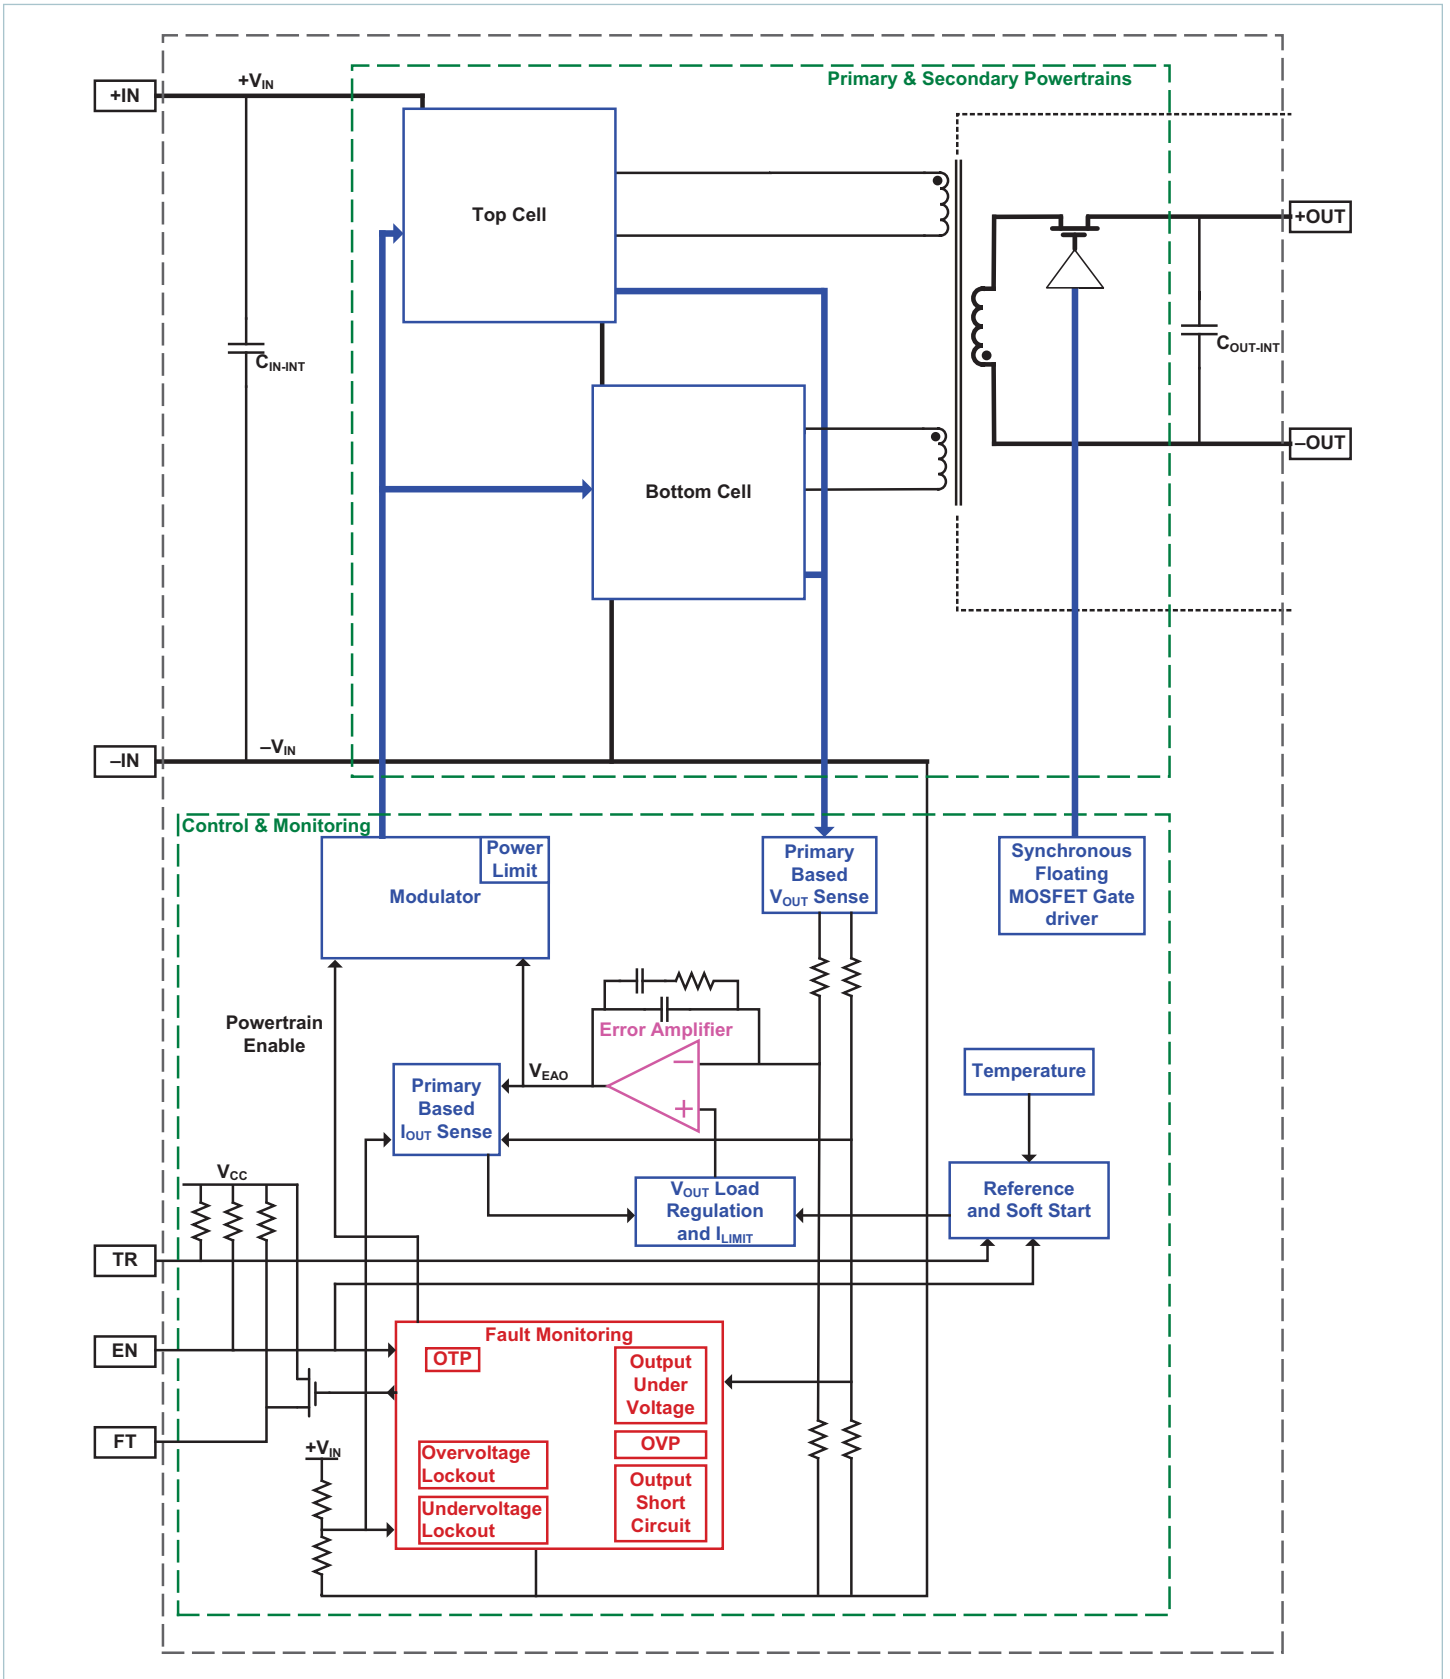 Primary & Secondary Powertrains
+IN
+VIN
Top Cell
+OUT
CIN-INT
COUT-INT
–OUT
Bottom Cell
–IN
–VIN
Control & Monitoring
Power
Limit
Modulator
Primary
Based
VOUT Sense
Synchronous
Floating
MOSFET Gate
driver
Powertrain
Enable
Error Amplifier
VEAO
–
+
Primary
Based
IOUT Sense
Temperature
VCC
VOUT Load
Regulation
and ILIMIT
Reference
and Soft Start
TR
EN
FT
Fault Monitoring
OTP
Output
Under
Voltage
OVP
+VIN
Overvoltage
Lockout
Undervoltage
Lockout
Output
Short
Circuit